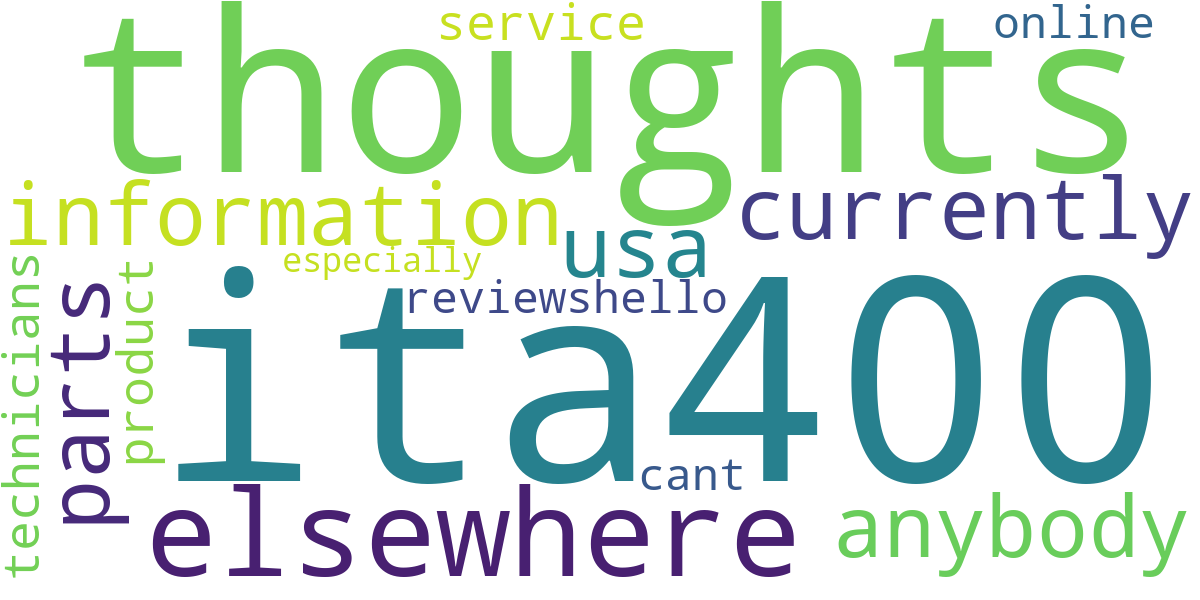 service
online
thoughts
information
currently
usa
especially
technicians
parts
product
reviewshello
ita400
cant
elsewhere
anybody